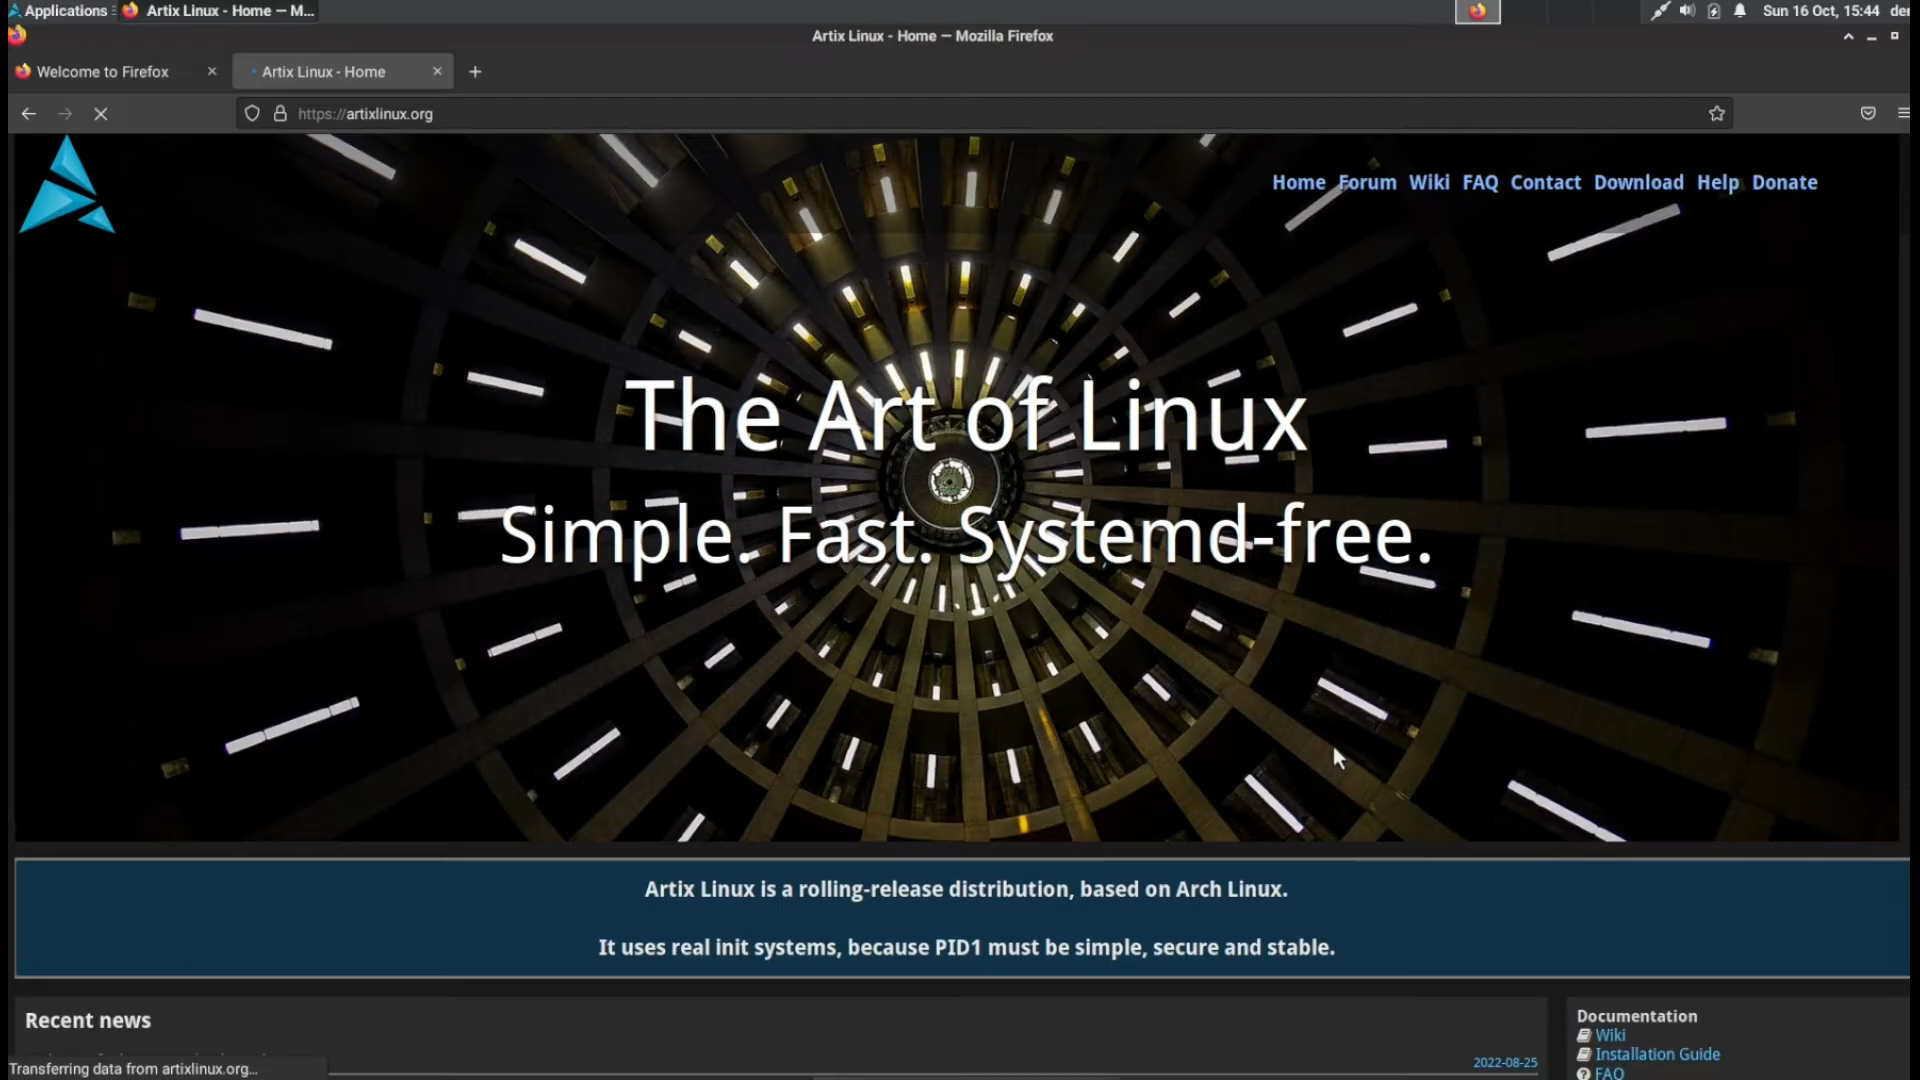 Applications
Artix Linux - Home — M...
Sun 16 Oct, 15:44
Artix Linux - Home — Mozilla Firefox
Welcome to Firefox
Artix Linux - Home
https://artixlinux.org
Home Forum Wiki FAQ Contact Download Help Donate
The Art of Linux
Simple. Fast. Systemd-free.
Artix Linux is a rolling-release distribution, based on Arch Linux.
It uses real init systems, because PID1 must be simple, secure and stable.
Recent news
2022-08-25
Documentation
Wiki
Installation Guide
FAQ
Transferring data from artixlinux.org...